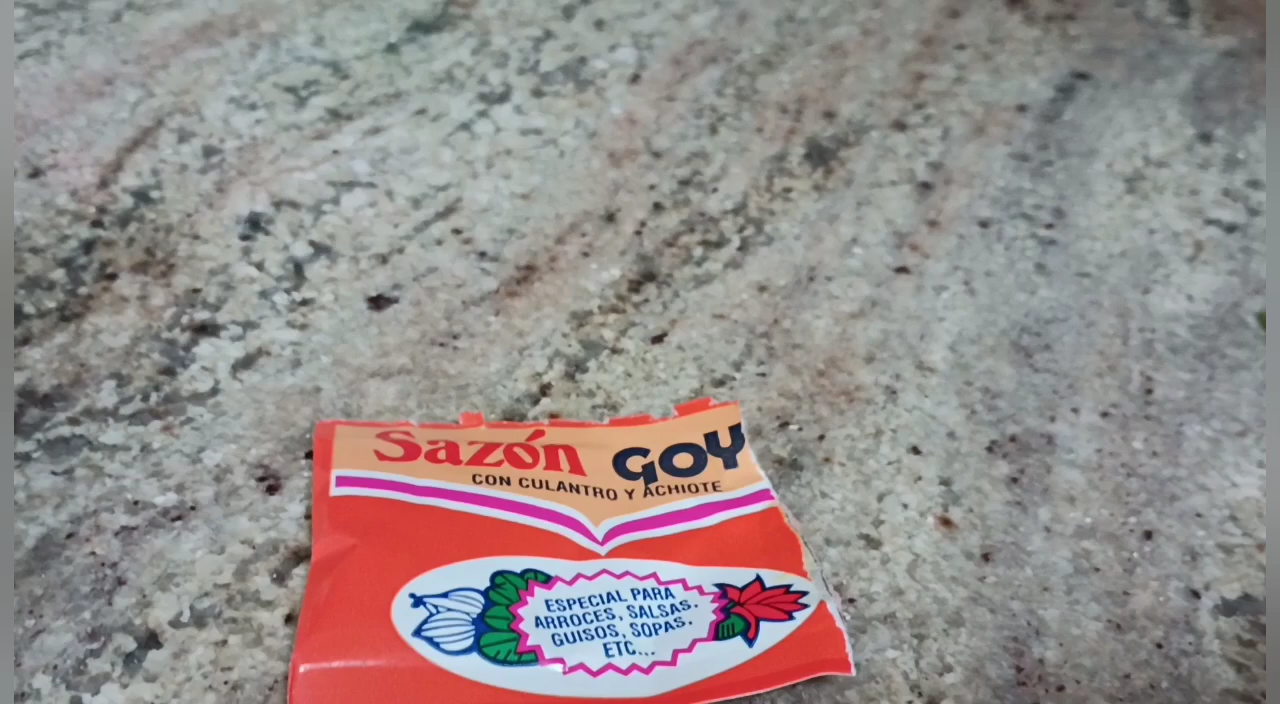 Sazón GOY
CON CULANTRO Y ACHIOTE
ESPECIAL PARA
ARROCES, SALSAS.
GUISOS, SOPAS.
ETC...